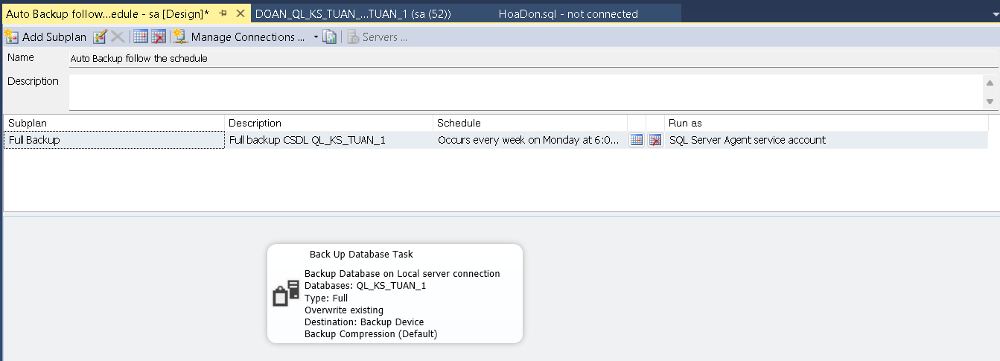 Auto Backup follow...edule - sa [Design]* DOAN_QL_KS_TUAN_...TUAN_1 (sa (52)) HoaDon.sql - not connected
Add Subplan Manage Connections ... Servers ...
Name Auto Backup follow the schedule
Description
Subplan Description Schedule Run as
Full Backup Full backup CSDL QL_KS_TUAN_1 Occurs every week on Monday at 6:0... SQL Server Agent service account
Back Up Database Task
Backup Database on Local server connection
Databases: QL_KS_TUAN_1
Type: Full
Overwrite existing
Destination: Backup Device
Backup Compression (Default)